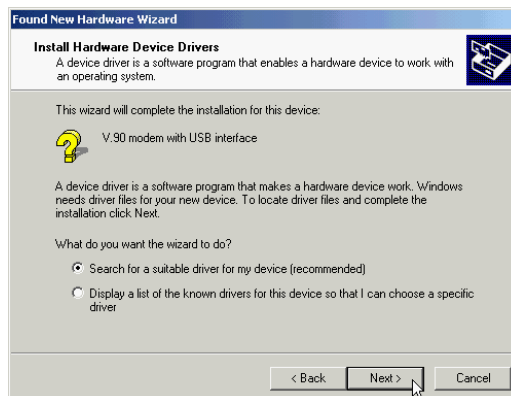 Found New Hardware Wizard
Install Hardware Device Drivers
A device driver is a software program that enables a hardware device to work with
an operating system.
This wizard will complete the installation for this device:
V.90 modem with USB interface
A device driver is a software program that makes a hardware device work. Windows
needs driver files for your new device. To locate driver files and complete the
installation click Next.
What do you want the wizard to do?
Search for a suitable driver for my device (recommended)
Display a list of the known drivers for this device so that I can choose a specific
driver
< Back Next > Cancel